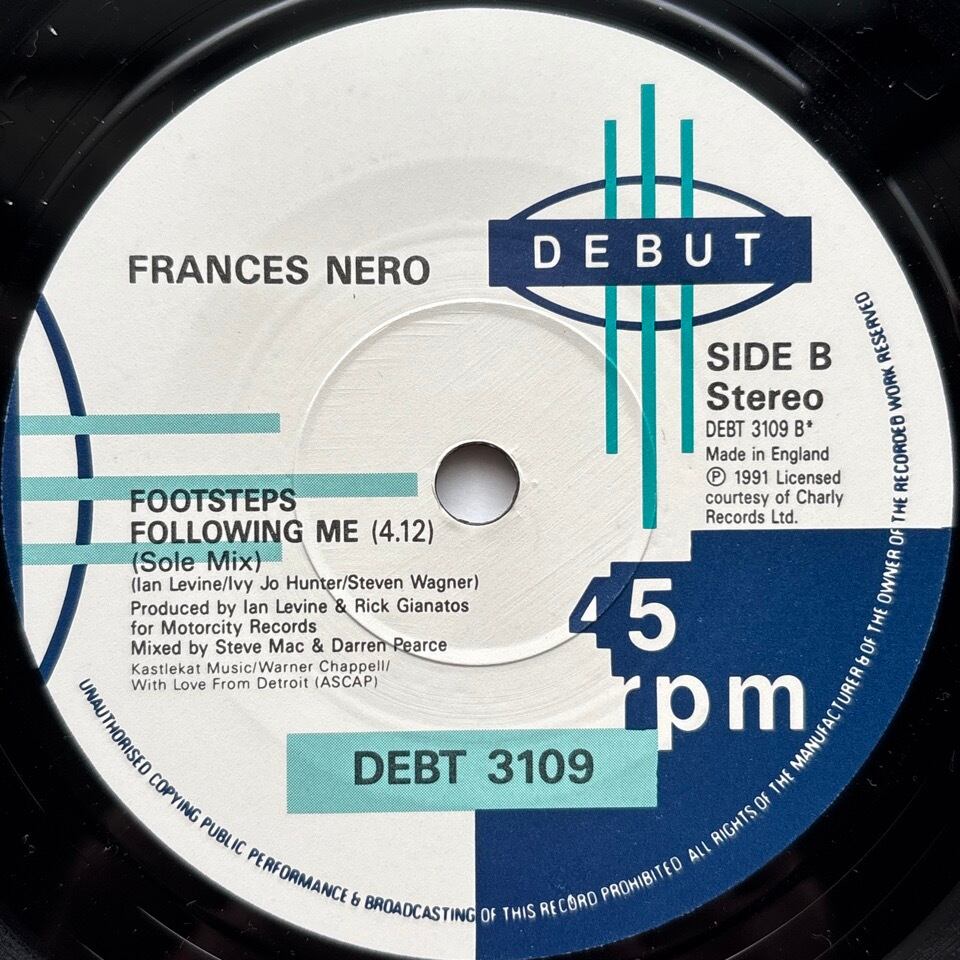 DEBUT
FRANCES NERO
SIDE B
Stereo
DEBT 3109 B*
Made in England
℗ 1991 Licensed
courtesy of Charly
Records Ltd.
FOOTSTEPS
FOLLOWING ME (4.12)
(Sole Mix)
(Ian Levine/Ivy Jo Hunter/Steven Wagner)
Produced by Ian Levine & Rick Gianatos
for Motorcity Records
Mixed by Steve Mac & Darren Pearce
Kastlekat Music/Warner Chappell/
With Love From Detroit (ASCAP)
45
rpm
DEBT 3109
UNAUTHORISED COPYING PUBLIC PERFORMANCE & BROADCASTING OF THIS RECORD PROHIBITED ALL RIGHTS OF THE MANUFACTURER & OF THE OWNER OF THE RECORDED WORK RESERVED